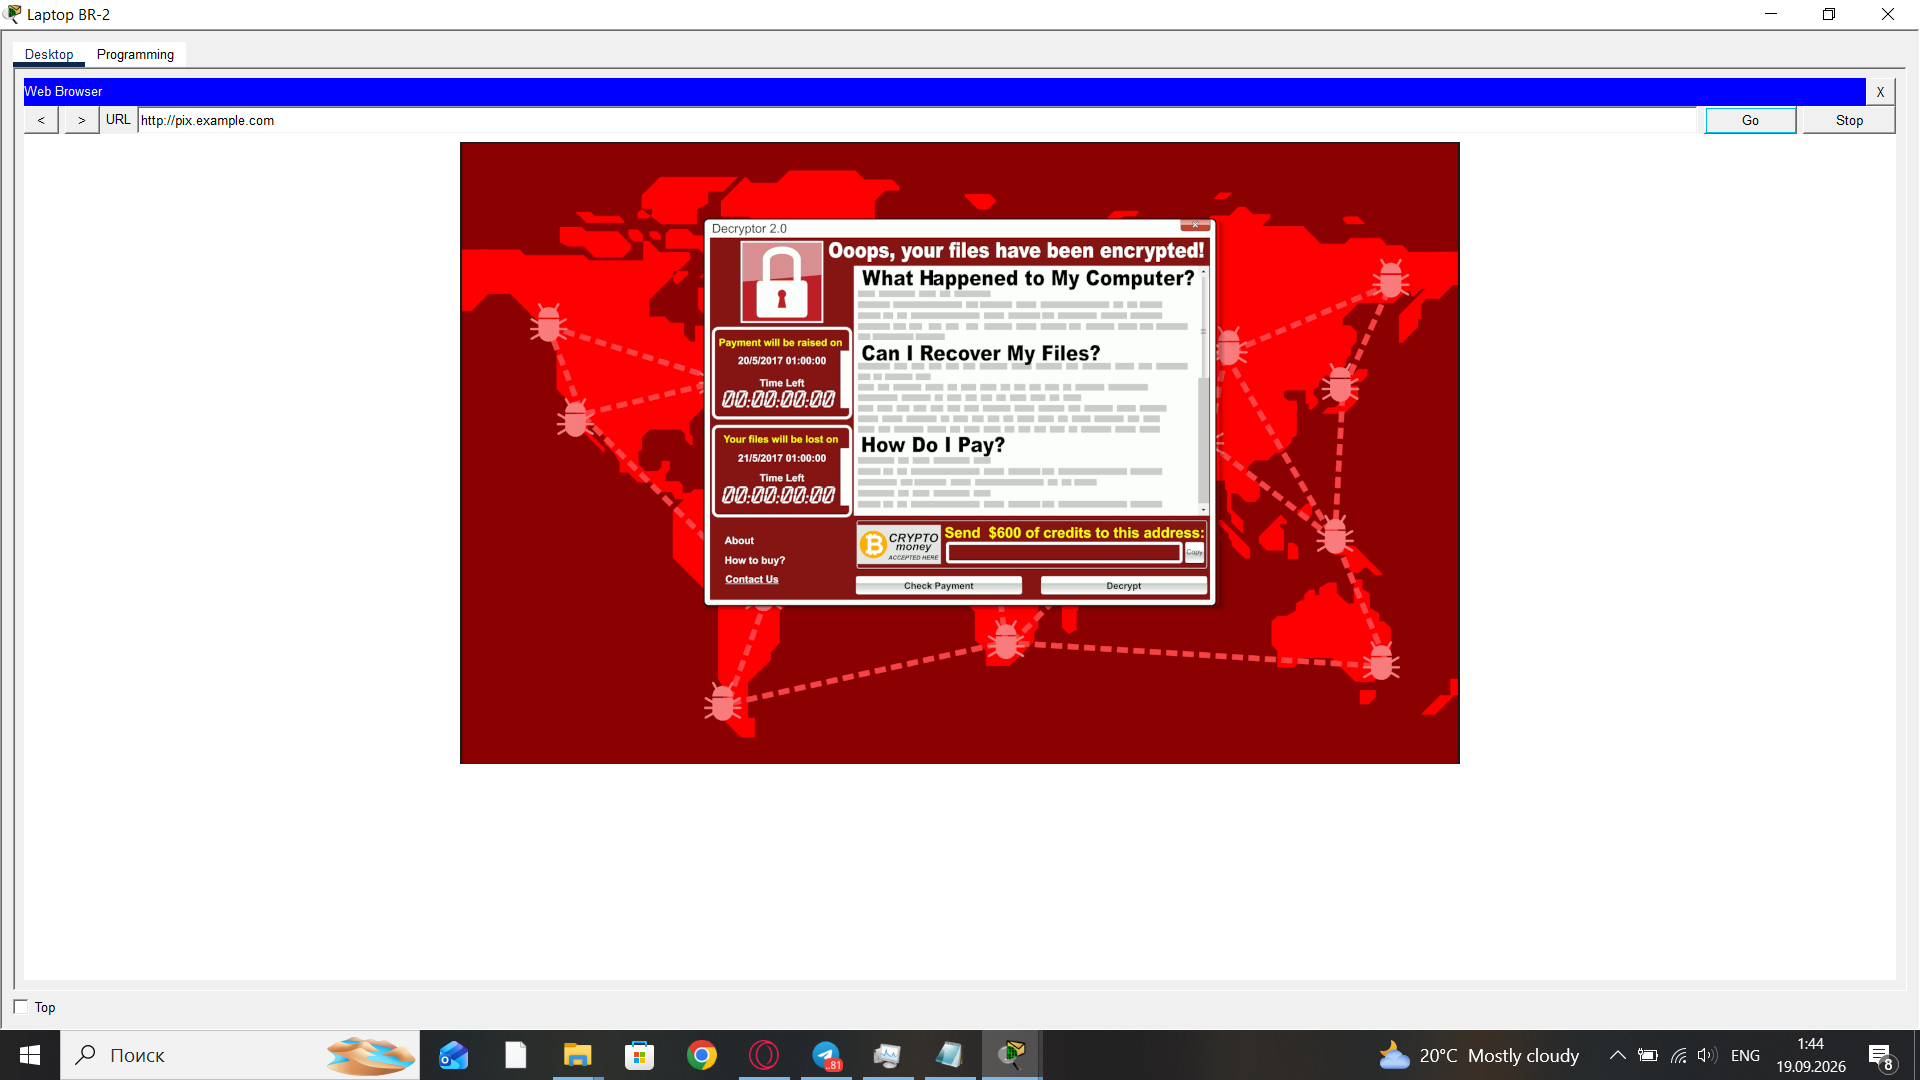 Laptop BR-2
Desktop Programming
Web Browser X
< > URL http://pix.example.com Go Stop
Decryptor 2.0
Ooops, your files have been encrypted!
What Happened to My Computer?
Payment will be raised on
20/5/2017 01:00:00
Time Left
00:00:00:00
Can I Recover My Files?
Your files will be lost on
21/5/2017 01:00:00
Time Left
00:00:00:00
How Do I Pay?
About
How to buy?
Contact Us
CRYPTO
money
ACCEPTED HERE
Send $600 of credits to this address:
Copy
Check Payment Decrypt
Top
Поиск
..81
20°C Mostly cloudy
ENG
1:44
19.09.2026
8